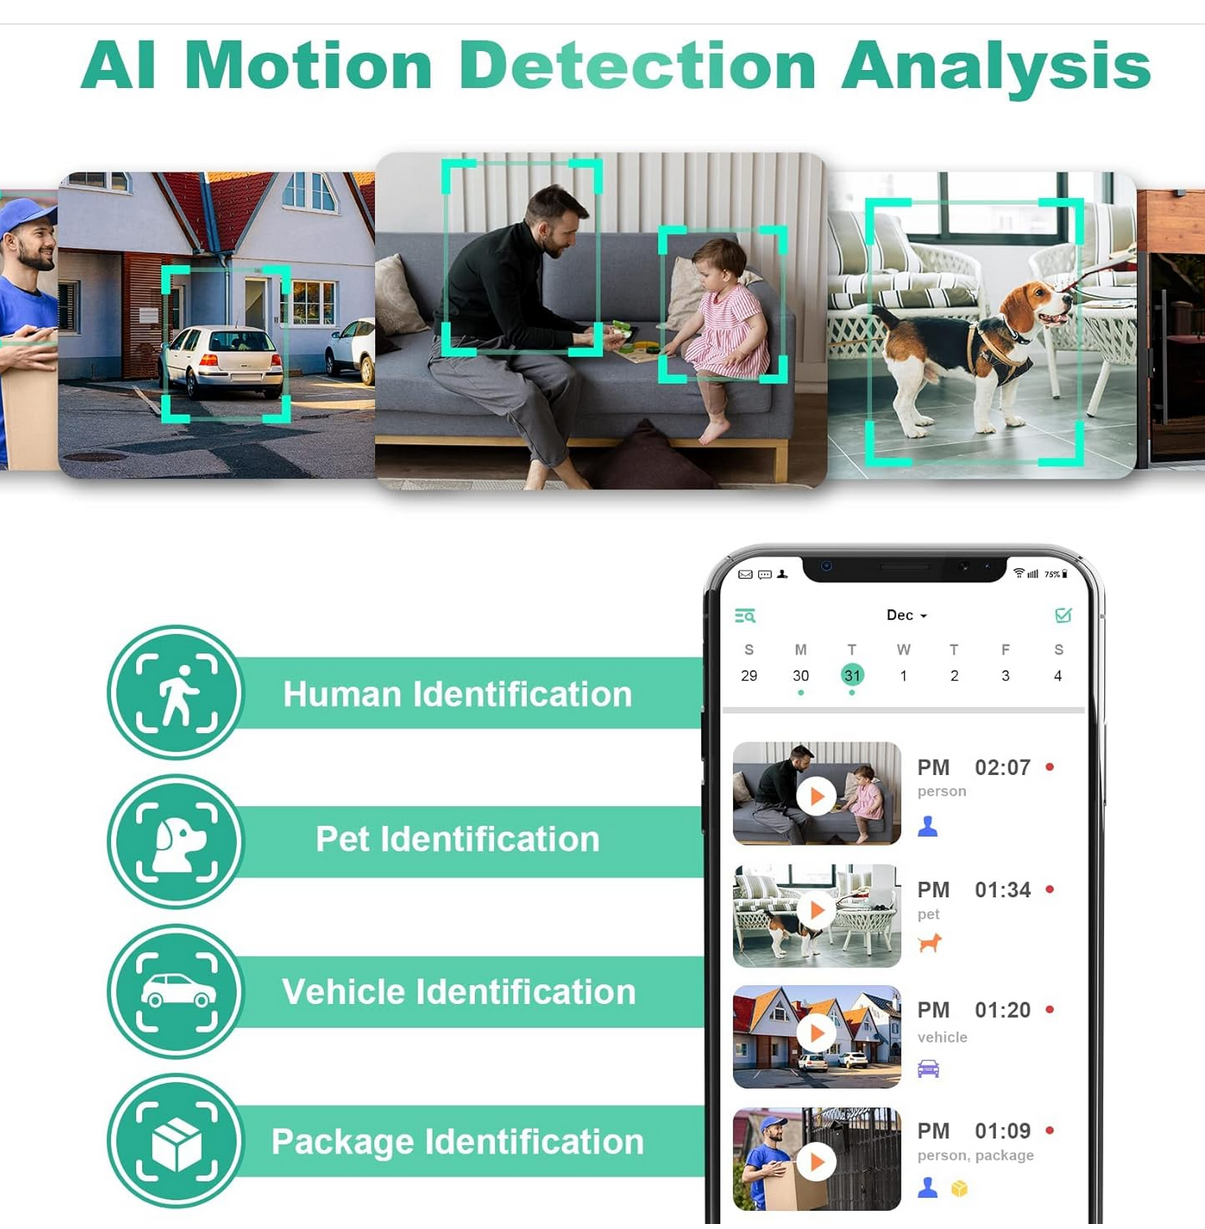 AI Motion Detection Analysis
75%
Dec
S M T W T F S
29 30 31 1 2 3 4
PM 02:07
person
Human Identification
PM 01:34
pet
Pet Identification
PM 01:20
vehicle
Vehicle Identification
PM 01:09
person, package
Package Identification